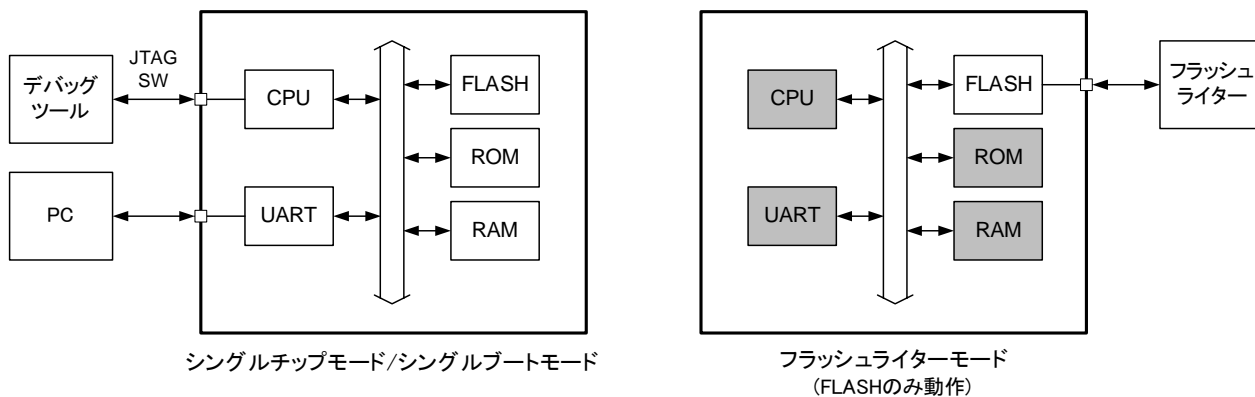 デバッグ
ツール
JTAG
SW
CPU
FLASH
ROM
PC
UART
RAM
シングルチップモード/シングルブートモード
CPU
FLASH
フラッシュ
ライター
ROM
UART
RAM
フラッシュライターモード
(FLASHのみ動作)